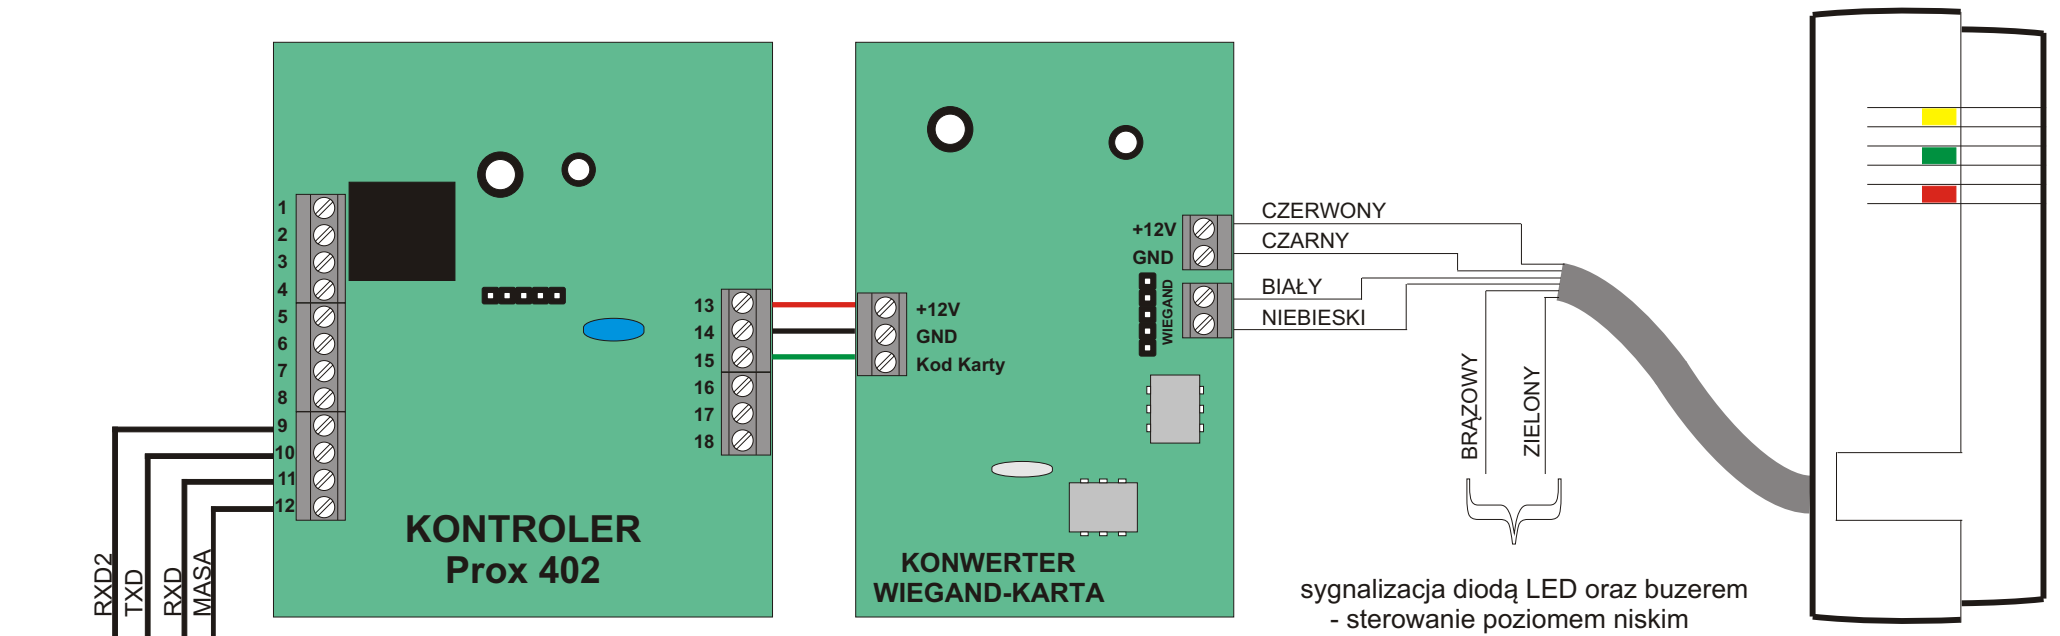 1
2
3
4
5
6
7
8
9
10
11
12
RXD2
TXD
RXD
MASA
KONTROLER
Prox 402
13
14
15
16
17
18
+12V
GND
Kod Karty
KONWERTER
WIEGAND-KARTA
+12V
GND
WIEGAND
CZERWONY
CZARNY
BIAŁY
NIEBIESKI
BRĄZOWY
ZIELONY
sygnalizacja diodą LED oraz buzerem
- sterowanie poziomem niskim